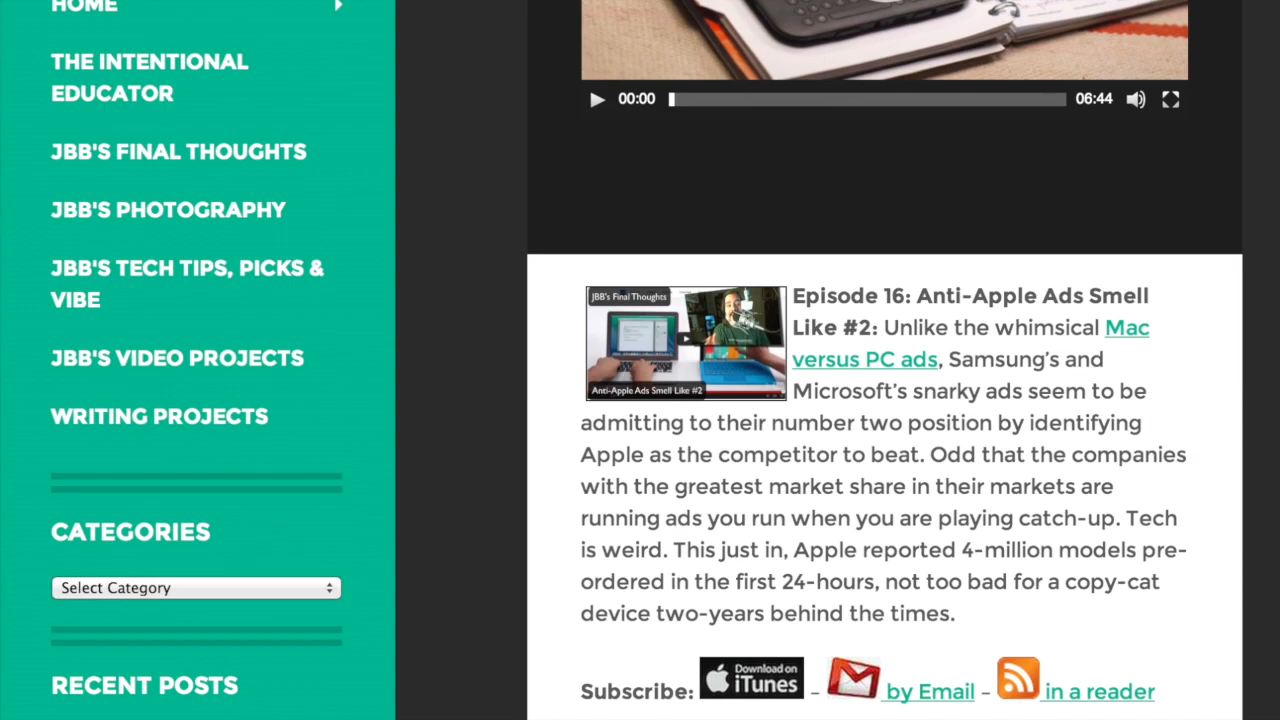 HOME
THE INTENTIONAL
EDUCATOR
JBB'S FINAL THOUGHTS
JBB'S PHOTOGRAPHY
JBB'S TECH TIPS, PICKS &
VIBE
JBB'S VIDEO PROJECTS
WRITING PROJECTS
CATEGORIES
Select Category
RECENT POSTS
00:00
06:44
JBB's Final Thoughts
Anti-Apple Ads Smell Like #2
Episode 16: Anti-Apple Ads Smell
Like #2: Unlike the whimsical Mac
versus PC ads, Samsung’s and
Microsoft’s snarky ads seem to be
admitting to their number two position by identifying
Apple as the competitor to beat. Odd that the companies
with the greatest market share in their markets are
running ads you run when you are playing catch-up. Tech
is weird. This just in, Apple reported 4-million models pre-
ordered in the first 24-hours, not too bad for a copy-cat
device two-years behind the times.
Subscribe: Download on iTunes – by Email – in a reader